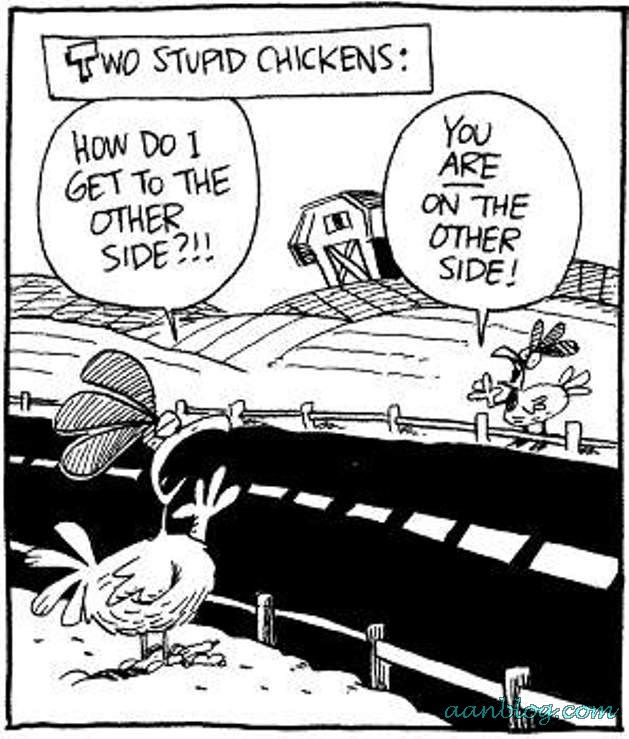 TWO STUPID CHICKENS:
HOW DO I
GET TO THE
OTHER
SIDE?!!
YOU
ARE
ON THE
OTHER
SIDE!
aanblog.com